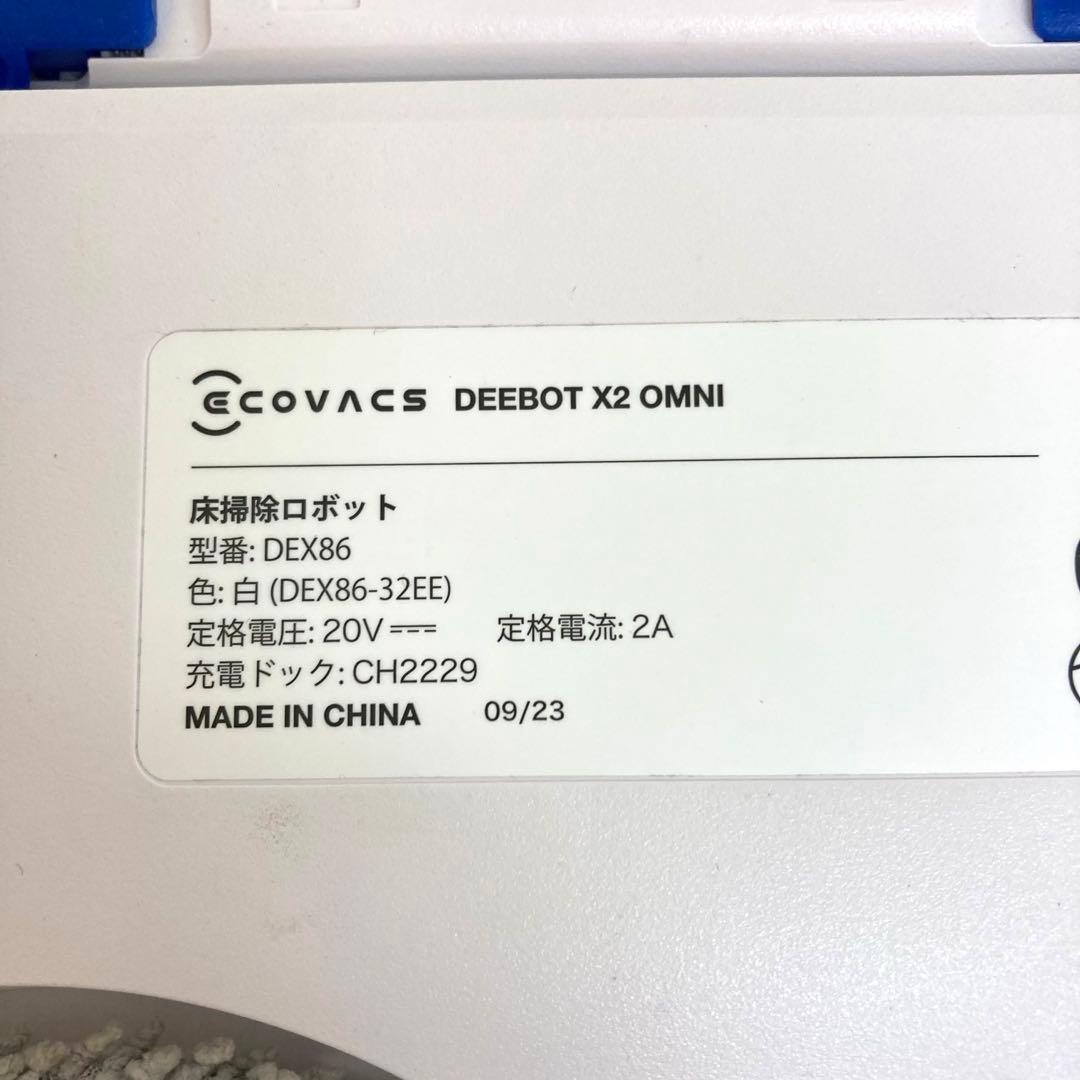 ECOVACS DEEBOT X2 OMNI
床掃除ロボット
型番: DEX86
色: 白 (DEX86-32EE)
定格電圧: 20V⎓ 定格電流: 2A
充電ドック: CH2229
MADE IN CHINA 09/23